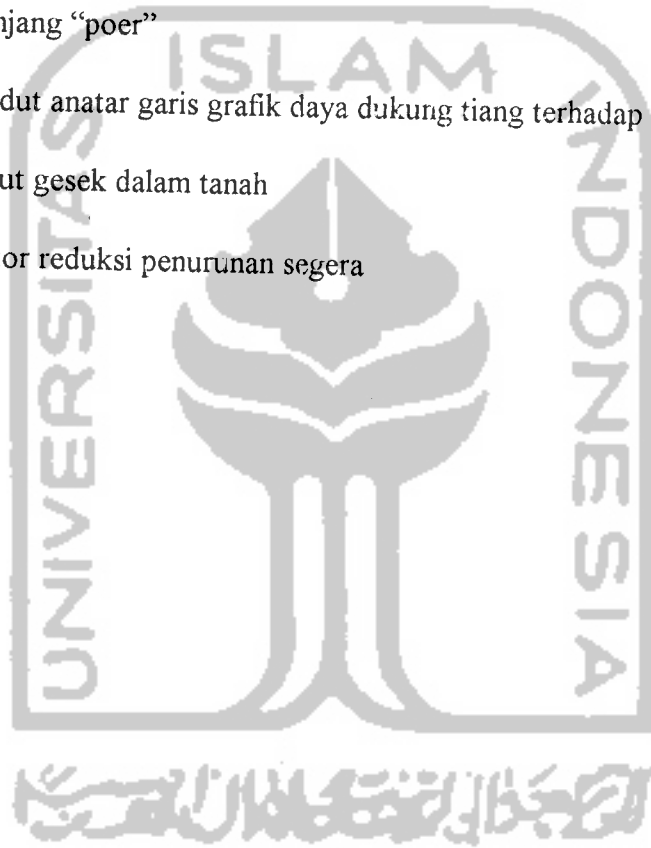 njang “poer”
ISLAM
dut anatar garis grafik daya dukung tiang terhadap
ut gesek dalam tanah
or reduksi penurunan segera
UNIVERSITAS
INDONESIA